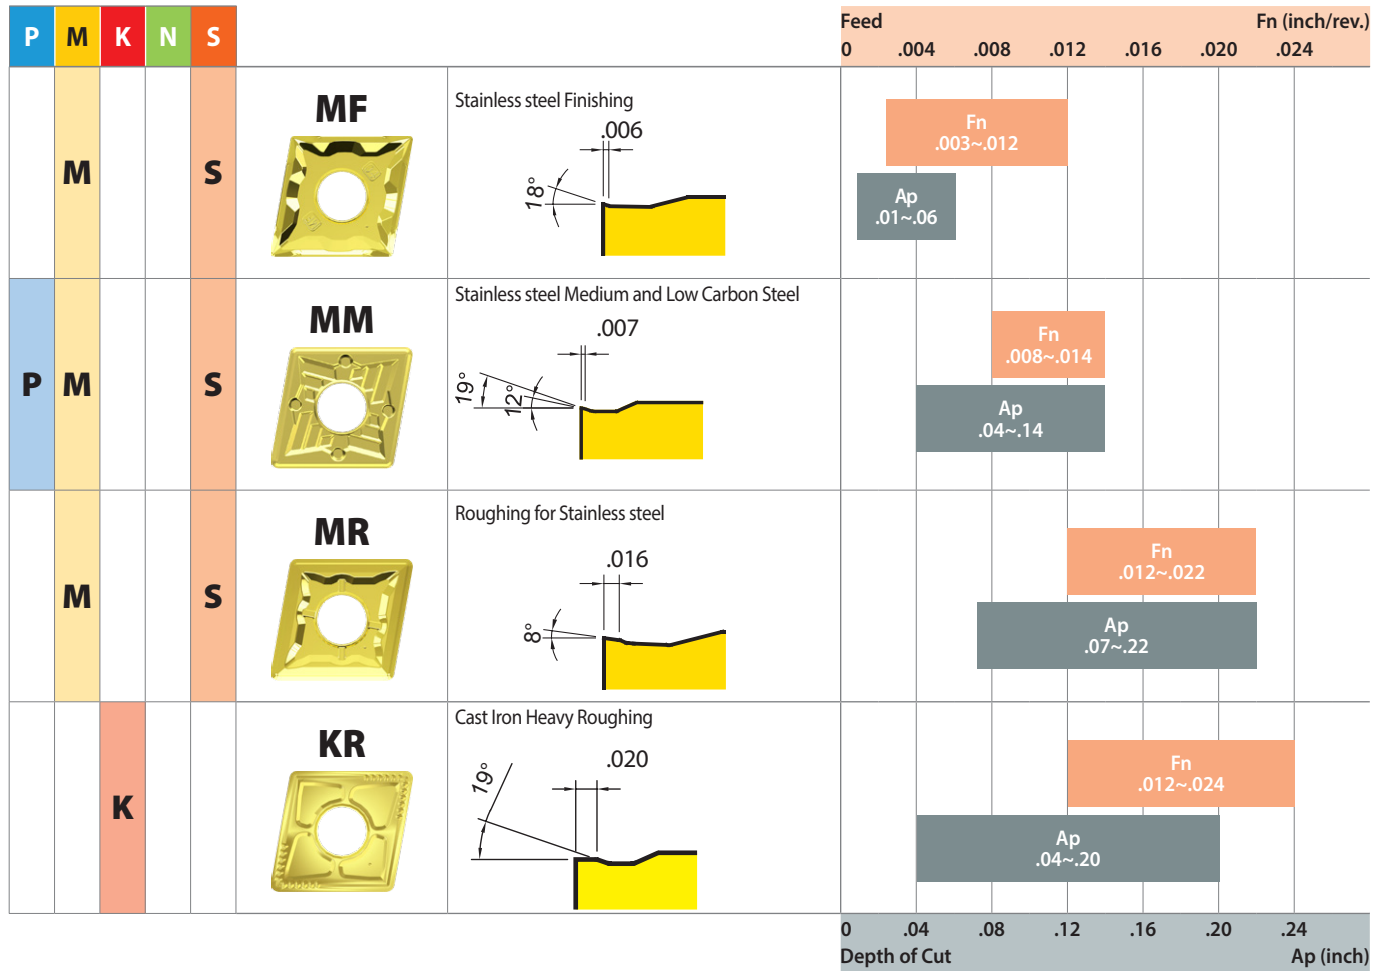 P M K N S
Feed Fn (inch/rev.)
0 .004 .008 .012 .016 .020 .024
M S
MF
Stainless steel Finishing
.006
18°
Fn
.003~.012
Ap
.01~.06
P M S
MM
Stainless steel Medium and Low Carbon Steel
.007
19°
12°
Fn
.008~.014
Ap
.04~.14
M S
MR
Roughing for Stainless steel
.016
8°
Fn
.012~.022
Ap
.07~.22
K
KR
Cast Iron Heavy Roughing
.020
19°
Fn
.012~.024
Ap
.04~.20
0 .04 .08 .12 .16 .20 .24
Depth of Cut Ap (inch)